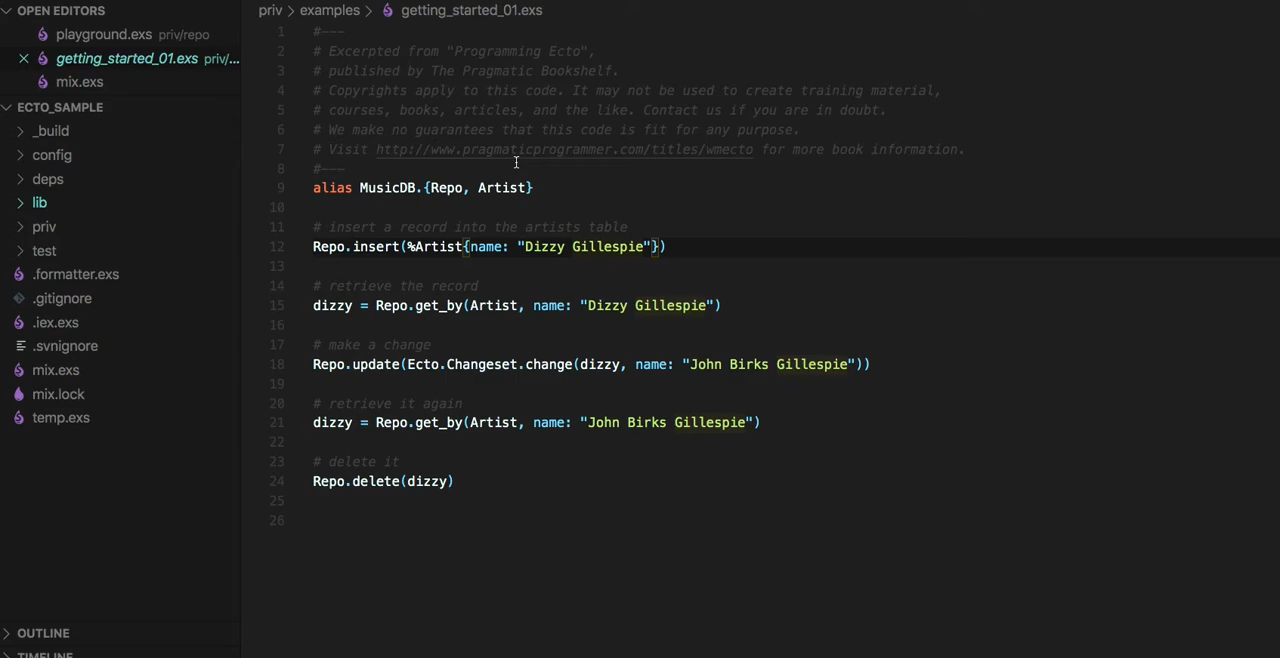 OPEN EDITORS
playground.exs priv/repo
getting_started_01.exs priv/...
mix.exs
ECTO_SAMPLE
_build
config
deps
lib
priv
test
.formatter.exs
.gitignore
.iex.exs
.svnignore
mix.exs
mix.lock
temp.exs
OUTLINE
TIMELINE
priv > examples > getting_started_01.exs
1 #---
2 # Excerpted from "Programming Ecto",
3 # published by The Pragmatic Bookshelf.
4 # Copyrights apply to this code. It may not be used to create training material,
5 # courses, books, articles, and the like. Contact us if you are in doubt.
6 # We make no guarantees that this code is fit for any purpose.
7 # Visit http://www.pragmaticprogrammer.com/titles/wmecto for more book information.
8 #---
9 alias MusicDB.{Repo, Artist}
10
11 # insert a record into the artists table
12 Repo.insert(%Artist{name: "Dizzy Gillespie"})
13
14 # retrieve the record
15 dizzy = Repo.get_by(Artist, name: "Dizzy Gillespie")
16
17 # make a change
18 Repo.update(Ecto.Changeset.change(dizzy, name: "John Birks Gillespie"))
19
20 # retrieve it again
21 dizzy = Repo.get_by(Artist, name: "John Birks Gillespie")
22
23 # delete it
24 Repo.delete(dizzy)
25
26